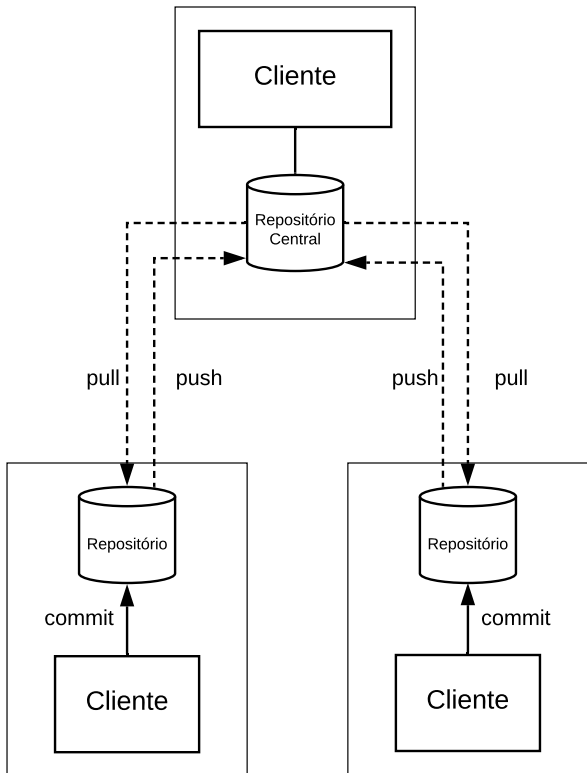 Cliente
Repositório
Central
pull
push
push
pull
Repositório
Repositório
commit
commit
Cliente
Cliente